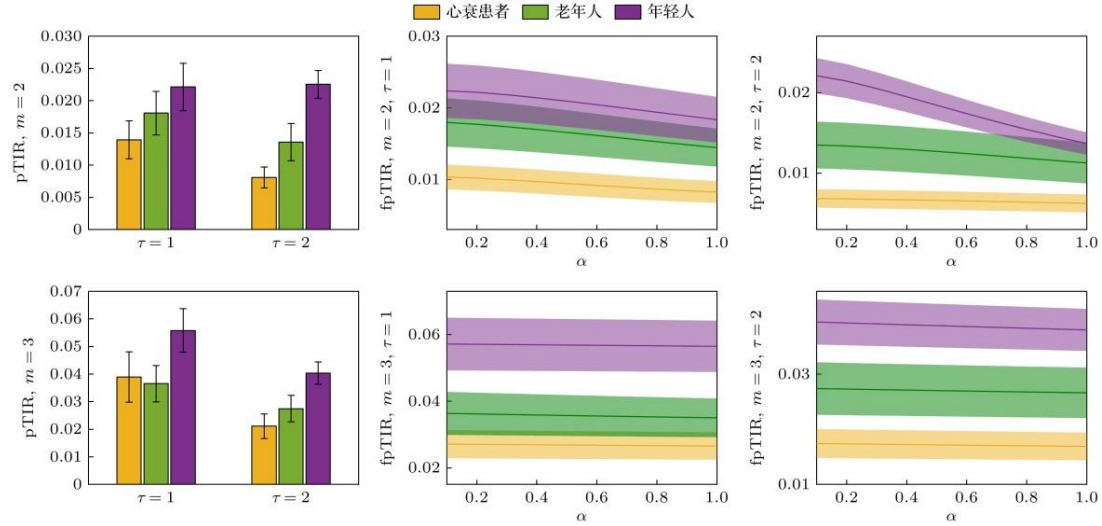 心衰患者 老年人 年轻人
pTIR, m = 2
0.030
0.025
0.020
0.015
0.010
0.005
0
τ = 1 τ = 2
fpTIR, m = 2, τ = 1
0.03
0.02
0.01
0.2 0.4 0.6 0.8 1.0
α
fpTIR, m = 2, τ = 2
0.02
0.01
0.2 0.4 0.6 0.8 1.0
α
pTIR, m = 3
0.07
0.06
0.05
0.04
0.03
0.02
0.01
0
τ = 1 τ = 2
fpTIR, m = 3, τ = 1
0.06
0.04
0.02
0.2 0.4 0.6 0.8 1.0
α
fpTIR, m = 3, τ = 2
0.03
0.01
0.2 0.4 0.6 0.8 1.0
α